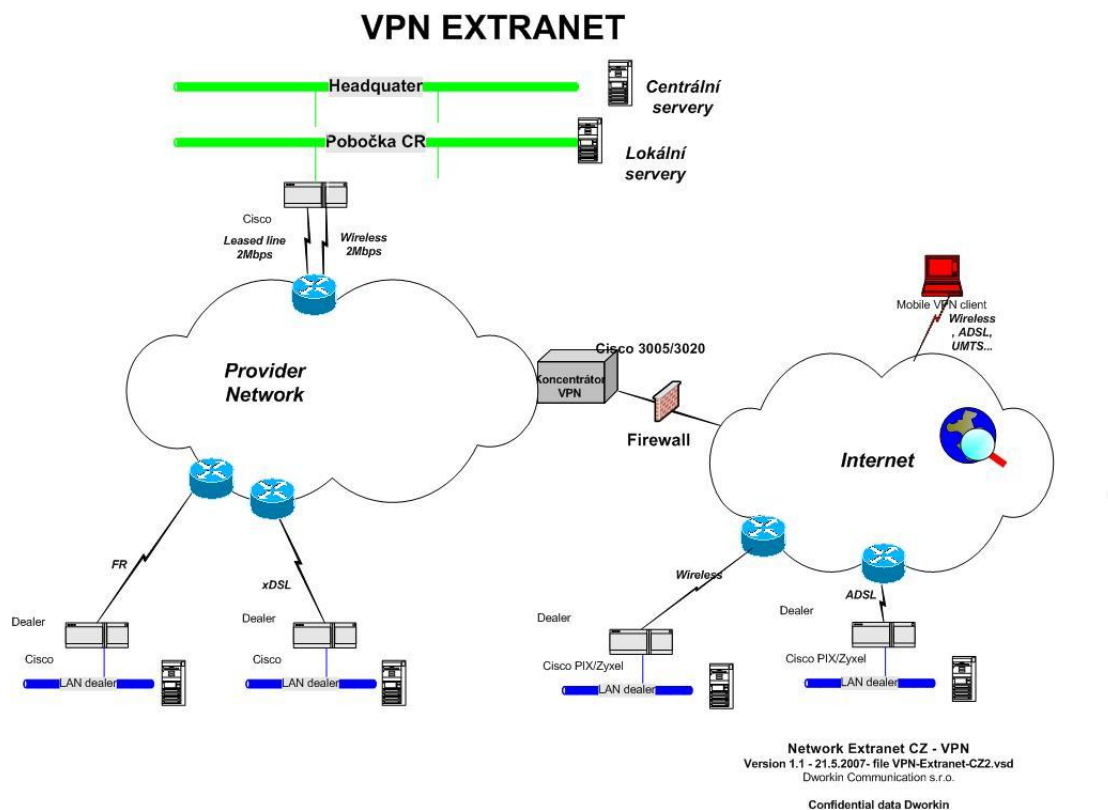 VPN EXTRANET
Headquater
Centrální
servery
Pobočka CR
Lokální
servery
Cisco
Leased line
2Mbps
Wireless
2Mbps
Mobile VPN client
Wireless
, ADSL,
UMTS...
Cisco 3005/3020
Koncentrátor
VPN
Provider
Network
Firewall
Internet
FR
xDSL
Wireless
ADSL
Dealer
Cisco
LAN dealer
Dealer
Cisco
LAN dealer
Dealer
Cisco PIX/Zyxel
LAN dealer
Dealer
Cisco PIX/Zyxel
LAN dealer
Network Extranet CZ - VPN
Version 1.1 - 21.5.2007- file VPN-Extranet-CZ2.vsd
Dworkin Communication s.r.o.
Confidential data Dworkin